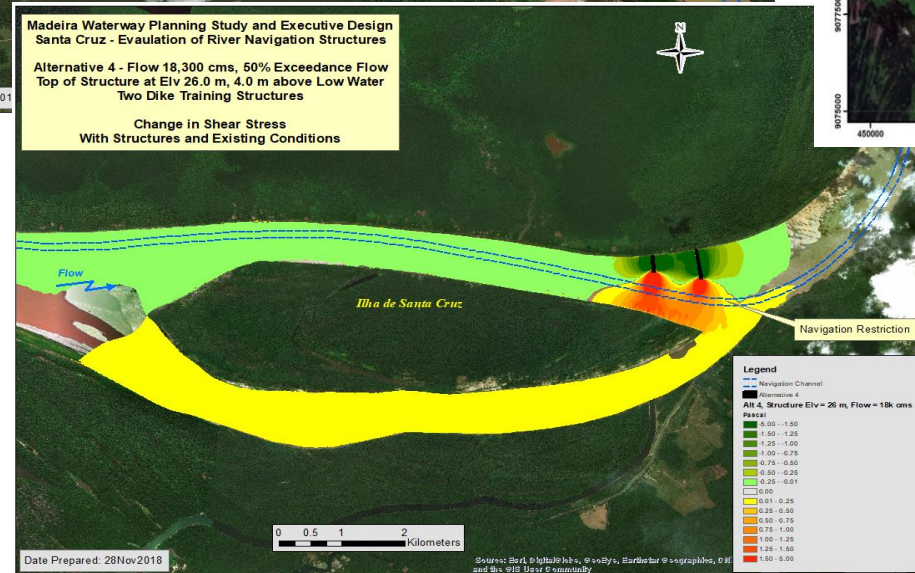 Madeira Waterway Planning Study and Executive Design
Santa Cruz - Evaulation of River Navigation Structures
Alternative 4 - Flow 18,300 cms, 50% Exceedance Flow
Top of Structure at Elv 26.0 m, 4.0 m above Low Water
Two Dike Training Structures
Change in Shear Stress
With Structures and Existing Conditions
N
9077500
9075000
450000
01
Flow
Ilha de Santa Cruz
Navigation Restriction
Legend
Navigation Channel
Alternative 4
Alt 4, Structure Elv = 26 m, Flow = 18k cms
Pascal
-5.00 - -1.50
-1.50 - -1.25
-1.25 - -1.00
-1.00 - -0.75
-0.75 - -0.50
-0.50 - -0.25
-0.25 - -0.01
0.00
0.01 - 0.25
0.25 - 0.50
0.50 - 0.75
0.75 - 1.00
1.00 - 1.25
1.25 - 1.50
1.50 - 5.00
0 0.5 1 2
Kilometers
Date Prepared: 28Nov2018
Source: Esri, DigitalGlobe, GeoEye, Earthstar Geographics,
and the GIS User Community